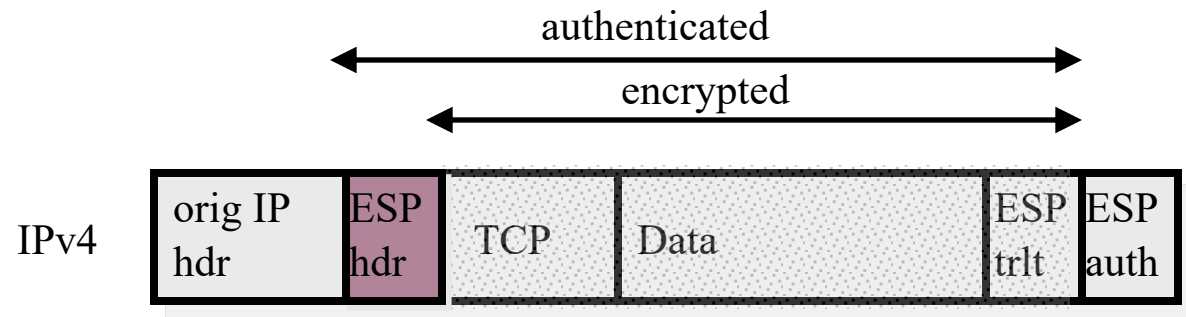 authenticated
encrypted
IPv4
orig IP
hdr
ESP
hdr
TCP
Data
ESP
trlt
ESP
auth